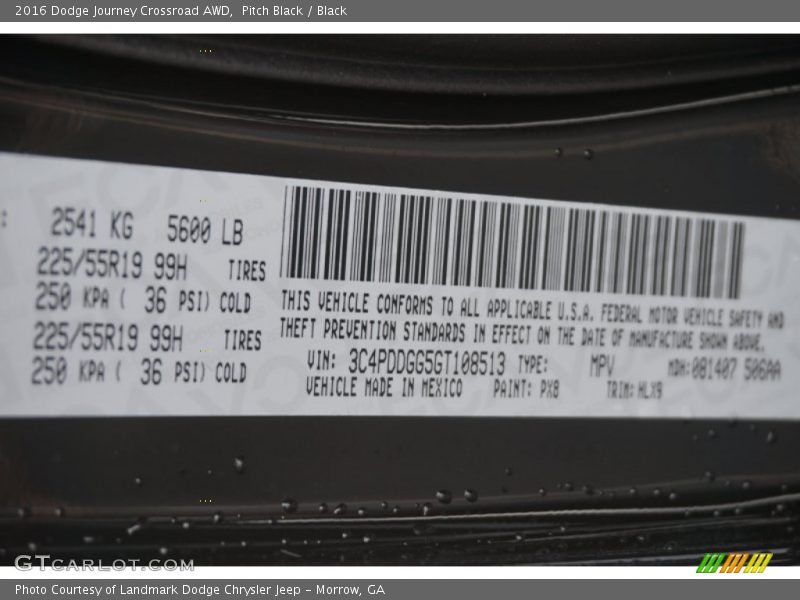 2016 Dodge Journey Crossroad AWD, Pitch Black / Black
: 2541 KG 5600 LB
225/55R19 99H TIRES
250 KPA ( 36 PSI) COLD
225/55R19 99H TIRES
250 KPA ( 36 PSI) COLD
THIS VEHICLE CONFORMS TO ALL APPLICABLE U.S.A. FEDERAL MOTOR VEHICLE SAFETY AND
THEFT PREVENTION STANDARDS IN EFFECT ON THE DATE OF MANUFACTURE SHOWN ABOVE.
VIN: 3C4PDDGG5GT108513 TYPE: MPV MDH:081407 506AA
VEHICLE MADE IN MEXICO PAINT: PX8 TRIM:HLX9
GTCARLOT.COM
Photo Courtesy of Landmark Dodge Chrysler Jeep - Morrow, GA